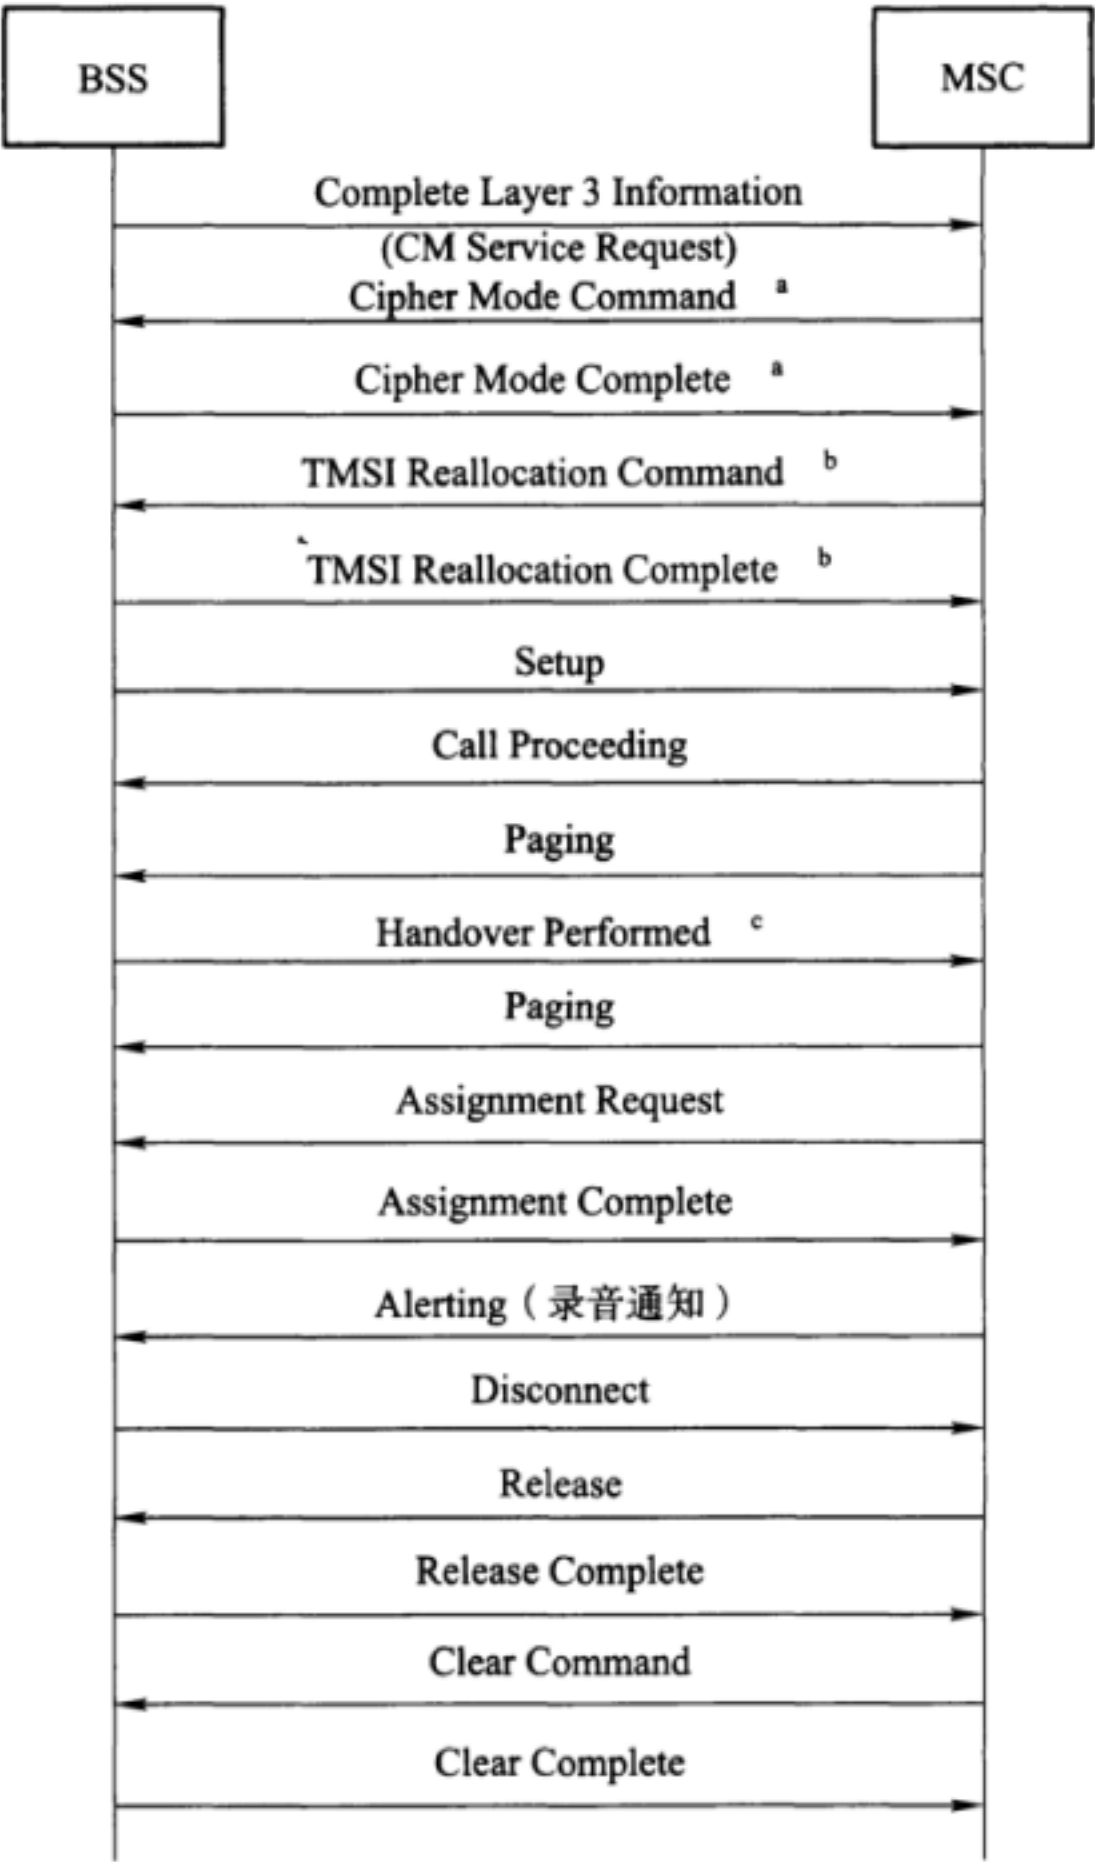 BSS
MSC
Complete Layer 3 Information
(CM Service Request)
Cipher Mode Command a
Cipher Mode Complete a
TMSI Reallocation Command b
TMSI Reallocation Complete b
Setup
Call Proceeding
Paging
Handover Performed c
Paging
Assignment Request
Assignment Complete
Alerting（录音通知）
Disconnect
Release
Release Complete
Clear Command
Clear Complete